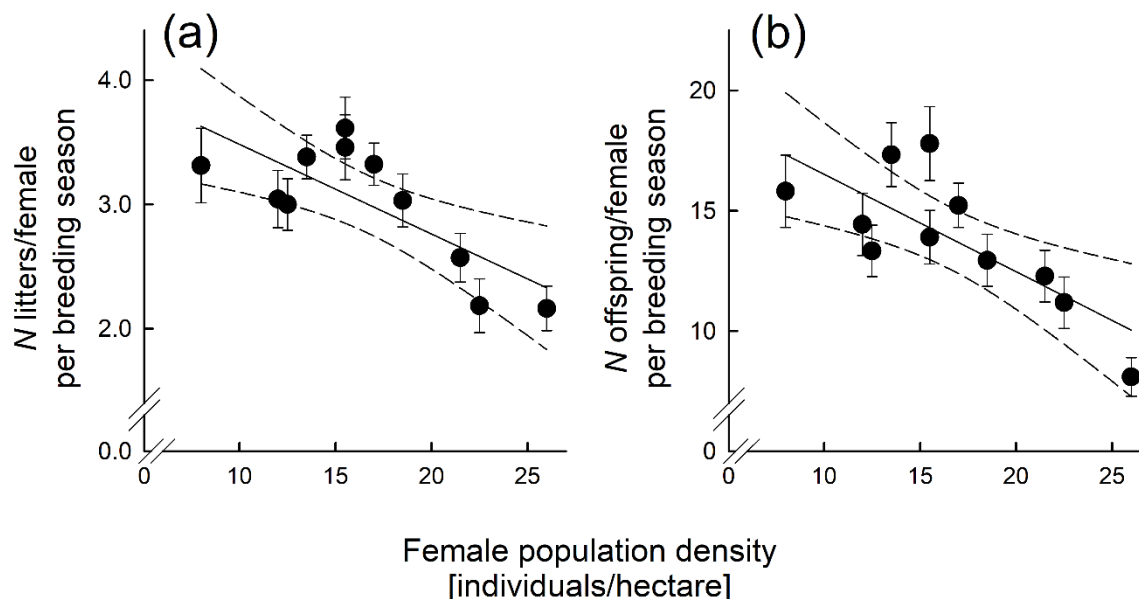 (a)
N litters/female
per breeding season
4.0
3.0
2.0
0.0
0 10 15 20 25
(b)
N offspring/female
per breeding season
20
15
10
0
0 10 15 20 25
Female population density
[individuals/hectare]